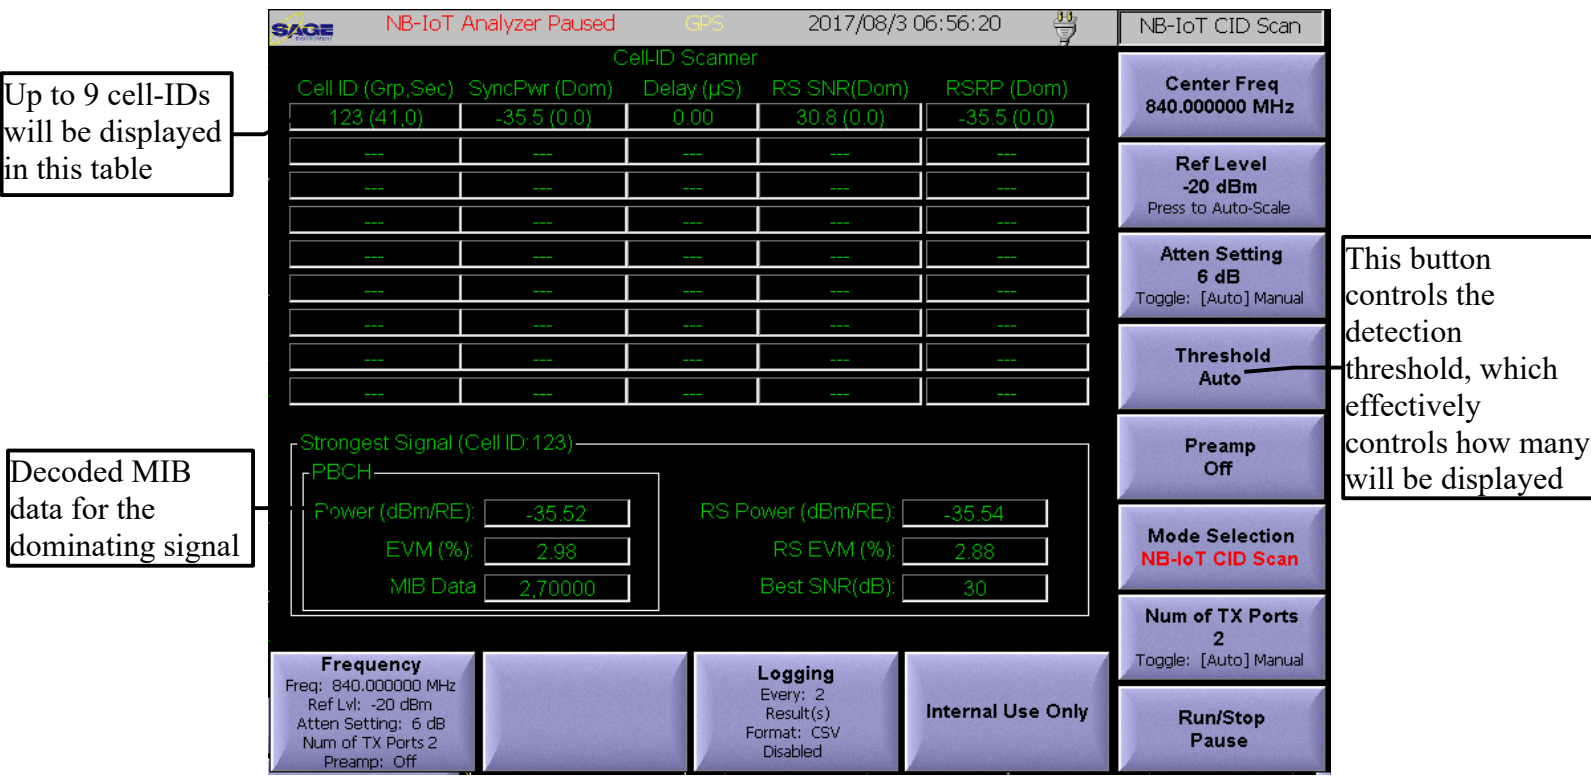 SAGE
NB-IoT Analyzer Paused
GPS
2017/08/3 06:56:20
NB-IoT CID Scan
Cell-ID Scanner
Cell ID (Grp,Sec) SyncPwr (Dom) Delay (µS) RS SNR(Dom) RSRP (Dom)
123 (41,0) -35.5 (0.0) 0.00 30.8 (0.0) -35.5 (0.0)
--- --- --- --- ---
--- --- --- --- ---
--- --- --- --- ---
--- --- --- --- ---
--- --- --- --- ---
--- --- --- --- ---
--- --- --- --- ---
--- --- --- --- ---
Up to 9 cell-IDs
will be displayed
in this table
Strongest Signal (Cell ID:123)
PBCH
Power (dBm/RE): -35.52
EVM (%): 2.98
MIB Data 2,70000
RS Power (dBm/RE): -35.54
RS EVM (%): 2.88
Best SNR(dB): 30
Decoded MIB
data for the
dominating signal
Center Freq
840.000000 MHz
Ref Level
-20 dBm
Press to Auto-Scale
Atten Setting
6 dB
Toggle: [Auto] Manual
Threshold
Auto
Preamp
Off
Mode Selection
NB-IoT CID Scan
Num of TX Ports
2
Toggle: [Auto] Manual
Run/Stop
Pause
This button
controls the
detection
threshold, which
effectively
controls how many
will be displayed
Frequency
Freq: 840.000000 MHz
Ref Lvl: -20 dBm
Atten Setting: 6 dB
Num of TX Ports 2
Preamp: Off
Logging
Every: 2
Result(s)
Format: CSV
Disabled
Internal Use Only